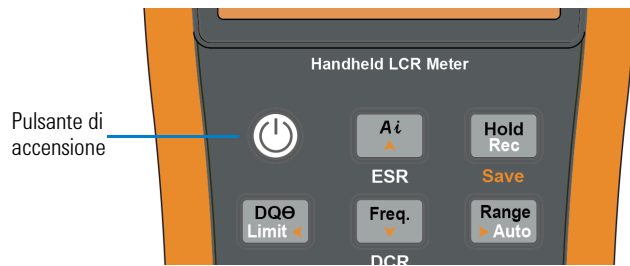 Handheld LCR Meter
Pulsante di
accensione
Ai
Hold
Rec
ESR
Save
DQΘ
Limit
Freq.
Range
Auto
DCR